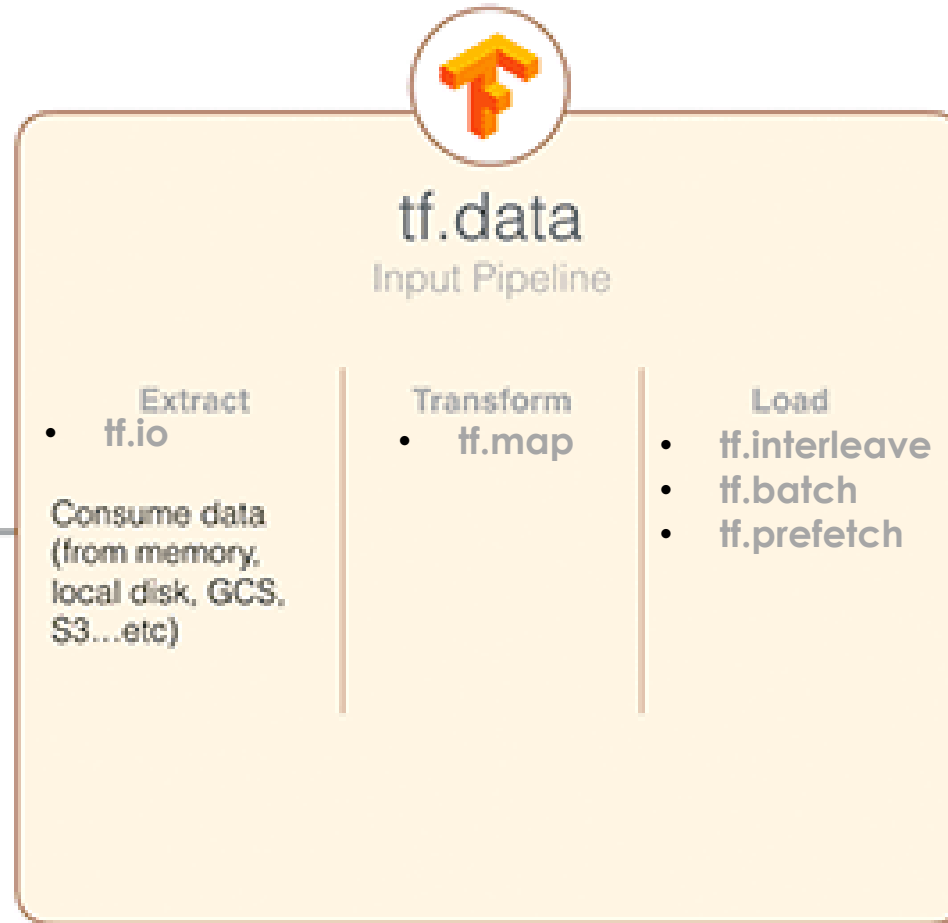 tf.data
Input Pipeline
Extract
• tf.io
Consume data
(from memory,
local disk, GCS,
S3...etc)
Transform
• tf.map
Load
• tf.interleave
• tf.batch
• tf.prefetch